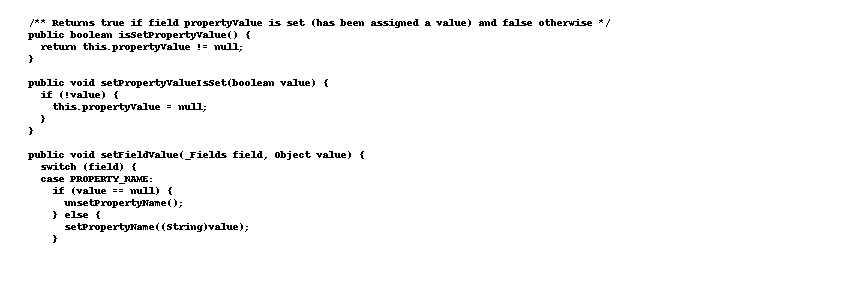 /** Returns true if field propertyValue is set (has been assigned a value) and false otherwise */
public boolean isSetPropertyValue() {
return this.propertyValue != null;
}
public void setPropertyValueIsSet(boolean value) {
if (!value) {
this.propertyValue = null;
}
}
public void setFieldValue(_Fields field, Object value) {
switch (field) {
case PROPERTY_NAME:
if (value == null) {
unsetPropertyName();
} else {
setPropertyName((String)value);
}